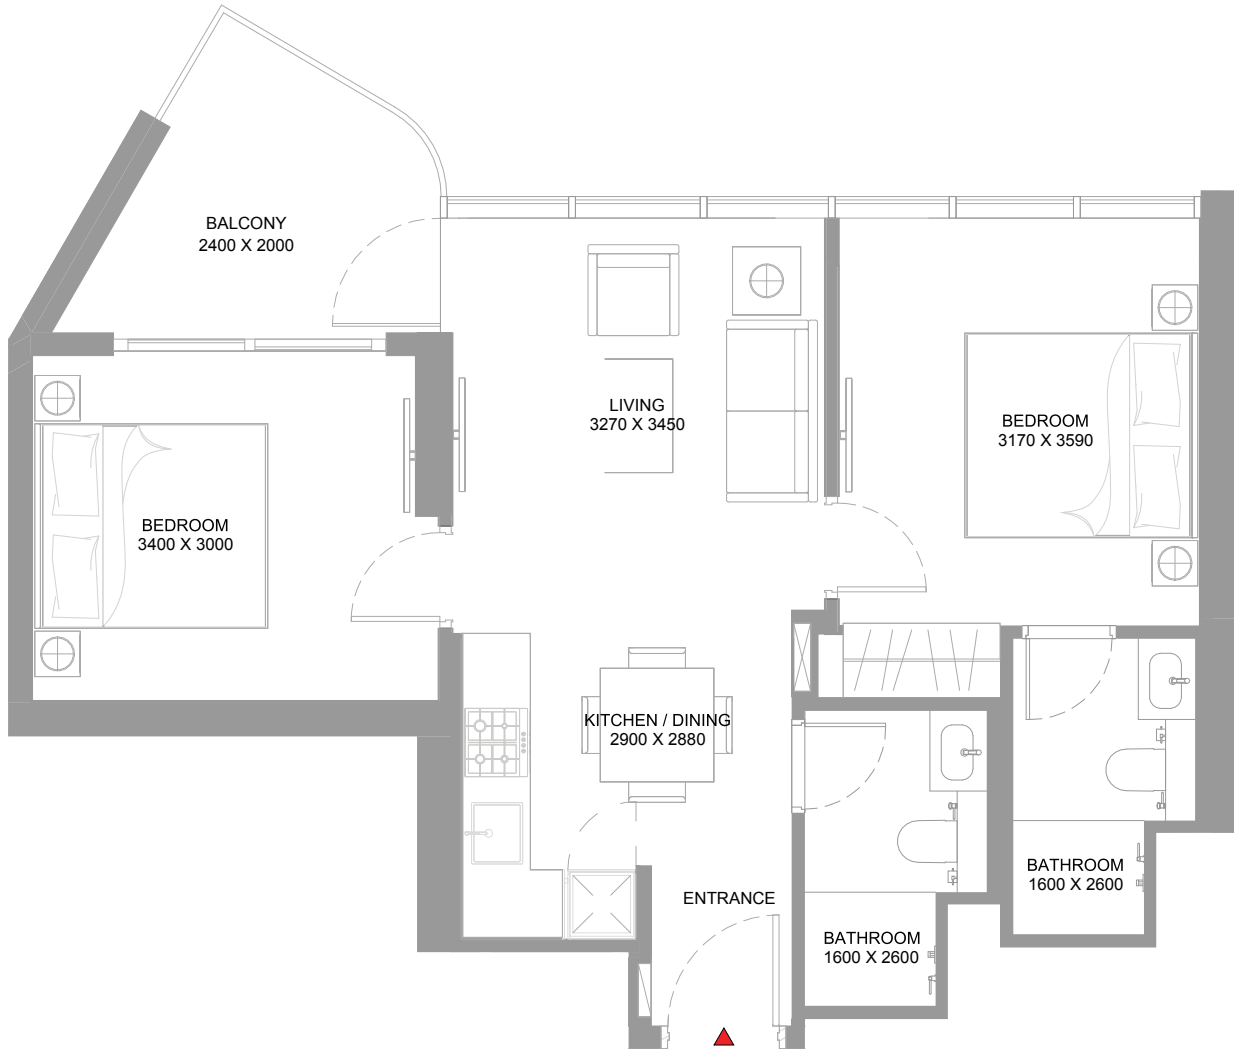 BALCONY
2400 X 2000
LIVING
3270 X 3450
BEDROOM
3170 X 3590
BEDROOM
3400 X 3000
KITCHEN / DINING
2900 X 2880
BATHROOM
1600 X 2600
ENTRANCE
BATHROOM
1600 X 2600